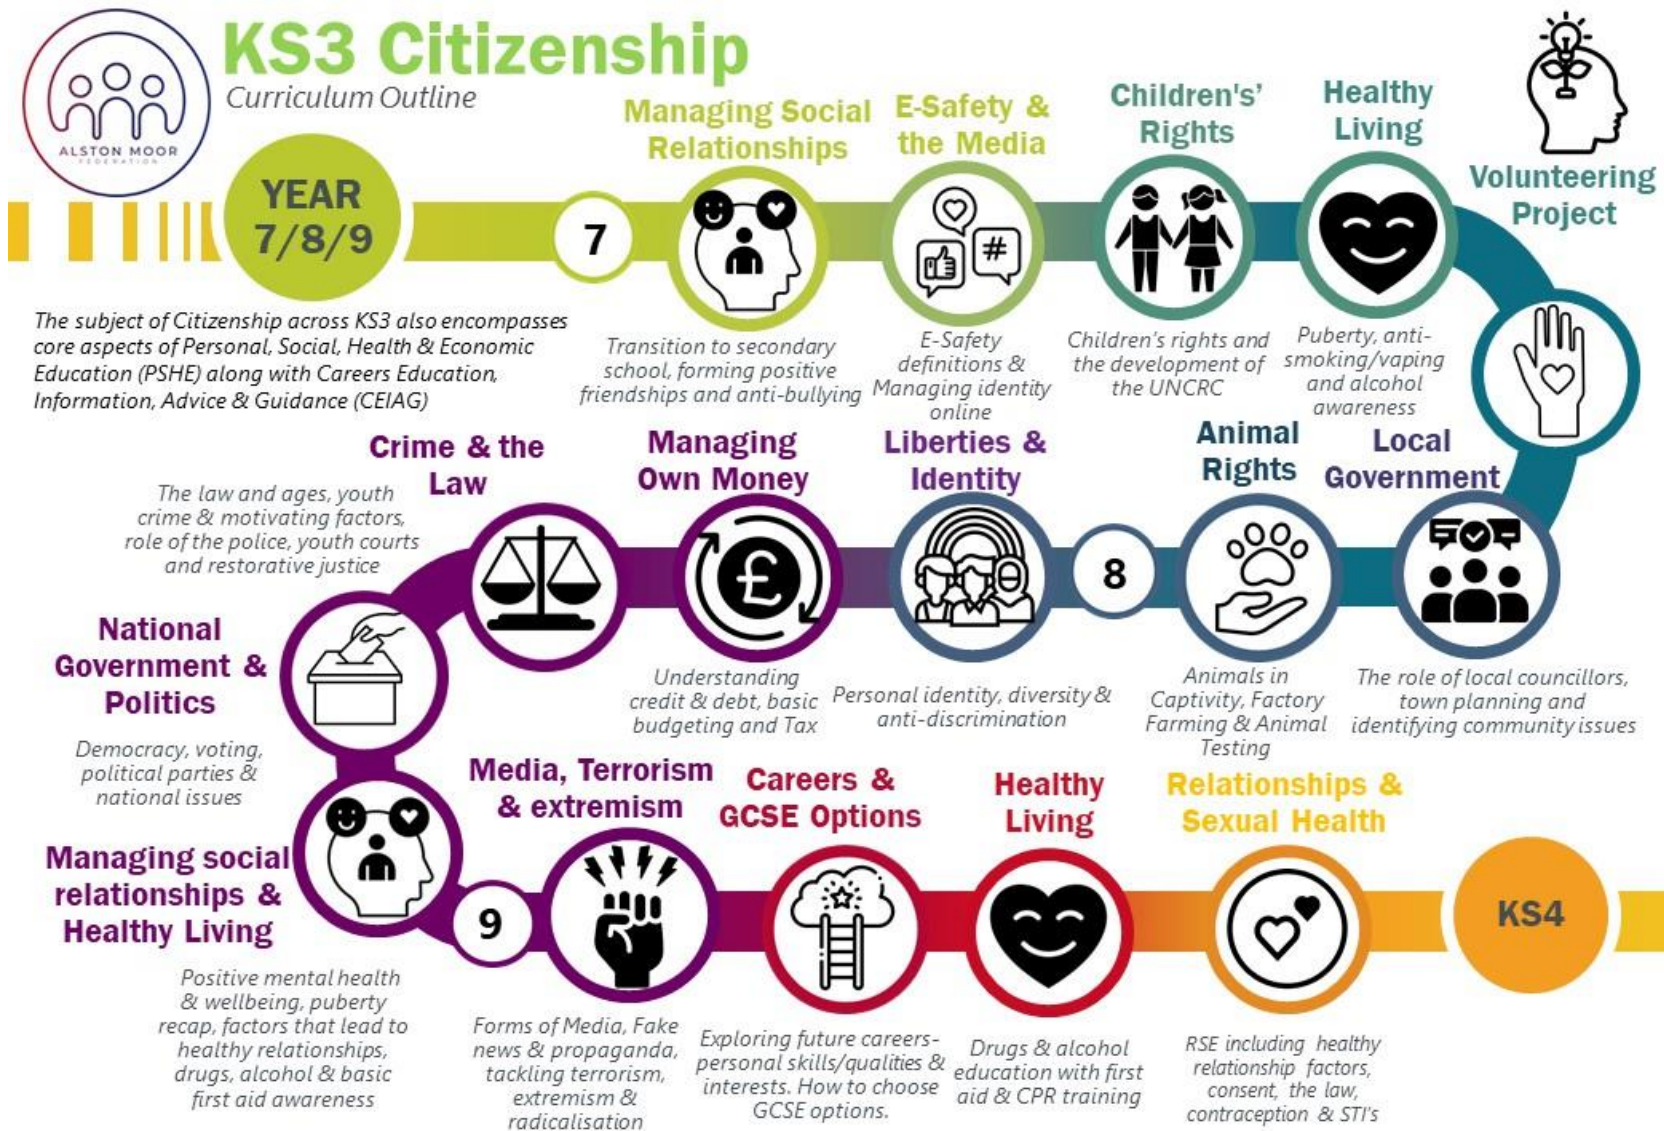 ALSTON MOOR
FEDERATION
KS3 Citizenship
Curriculum Outline
YEAR
7/8/9
The subject of Citizenship across KS3 also encompasses
core aspects of Personal, Social, Health & Economic
Education (PSHE) along with Careers Education,
Information, Advice & Guidance (CEIAG)
7
Managing Social
Relationships
Transition to secondary
school, forming positive
friendships and anti-bullying
E-Safety &
the Media
#
E-Safety
definitions &
Managing identity
online
Children's'
Rights
Children's rights and
the development of
the UNCRC
Healthy
Living
Puberty, anti-
smoking/vaping
and alcohol
awareness
Volunteering
Project
Local
Government
The role of local councillors,
town planning and
identifying community issues
Animal
Rights
Animals in
Captivity, Factory
Farming & Animal
Testing
8
Liberties &
Identity
Personal identity, diversity &
anti-discrimination
Managing
Own Money
£
Understanding
credit & debt, basic
budgeting and Tax
Crime & the
Law
The law and ages, youth
crime & motivating factors,
role of the police, youth courts
and restorative justice
National
Government &
Politics
Democracy, voting,
political parties &
national issues
Managing social
relationships &
Healthy Living
Positive mental health
& wellbeing, puberty
recap, factors that lead to
healthy relationships,
drugs, alcohol & basic
first aid awareness
9
Media, Terrorism
& extremism
Forms of Media, Fake
news & propaganda,
tackling terrorism,
extremism &
radicalisation
Careers &
GCSE Options
Exploring future careers-
personal skills/qualities &
interests. How to choose
GCSE options.
Healthy
Living
Drugs & alcohol
education with first
aid & CPR training
Relationships &
Sexual Health
RSE including healthy
relationship factors,
consent, the law,
contraception & STI's
KS4